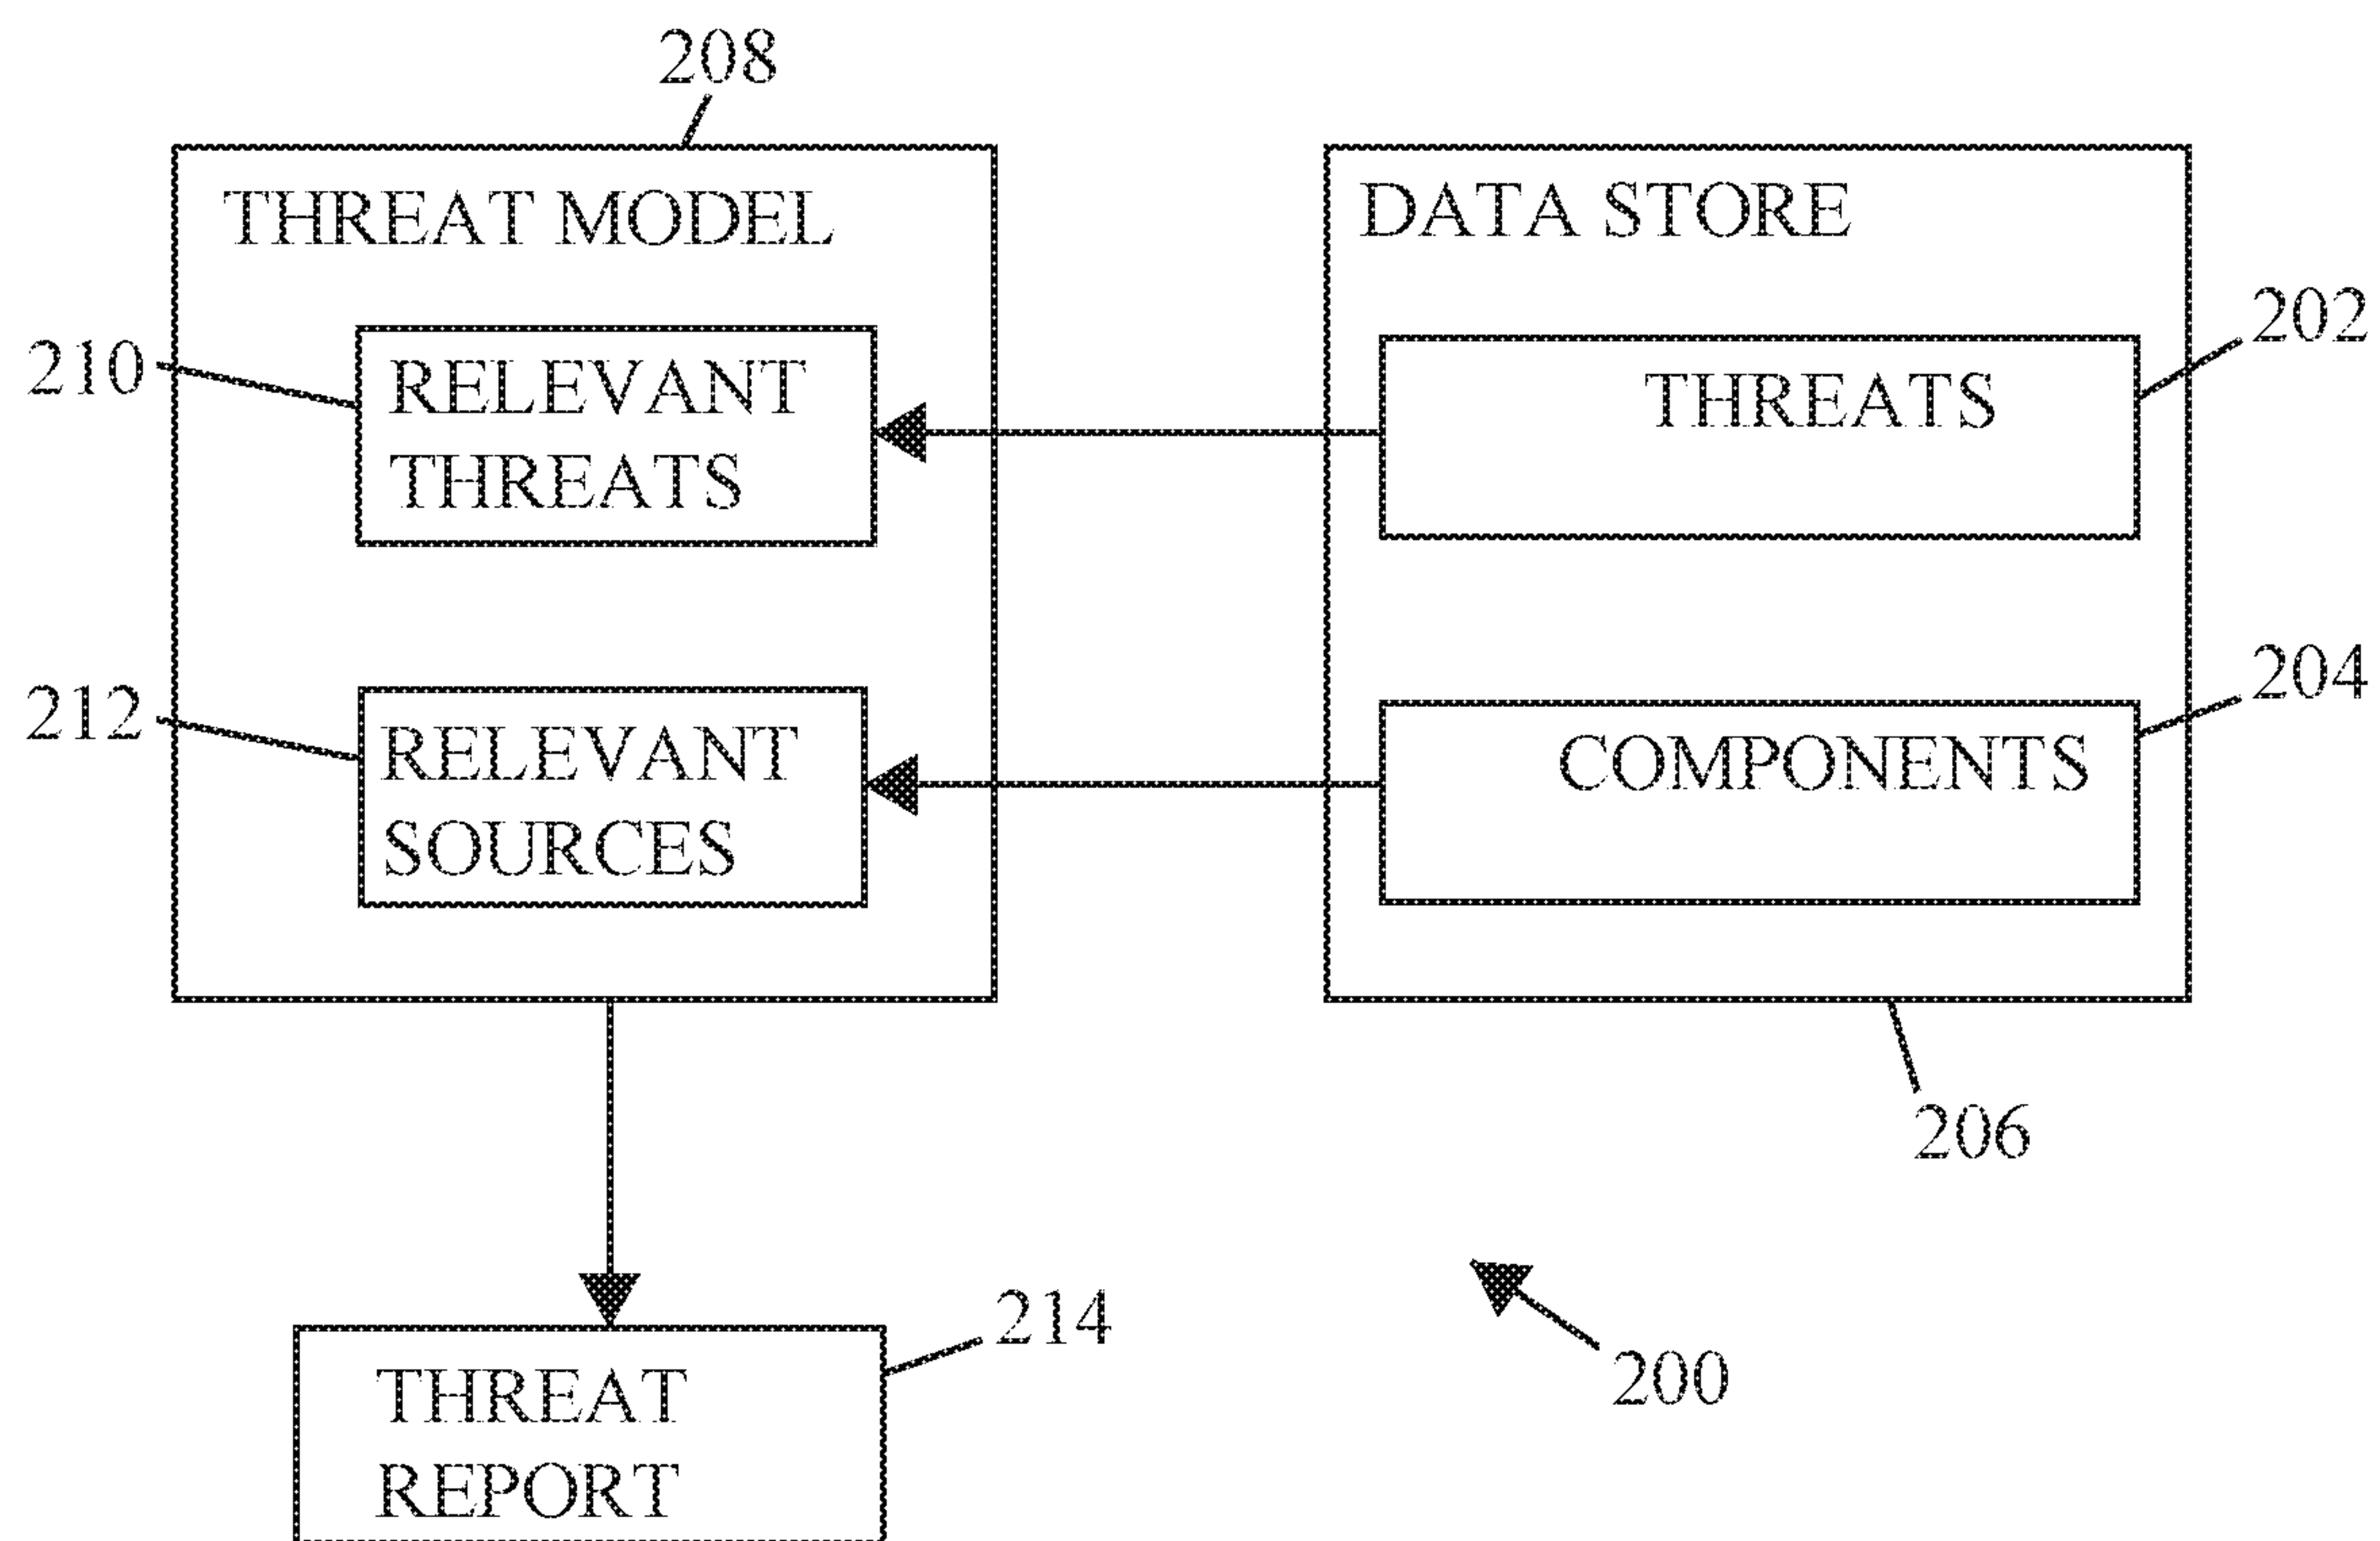 208
THREAT MODEL
DATA STORE
202
210
RELEVANT
THREATS
THREATS
204
212
RELEVANT
SOURCES
COMPONENTS
206
214
THREAT
REPORT
200